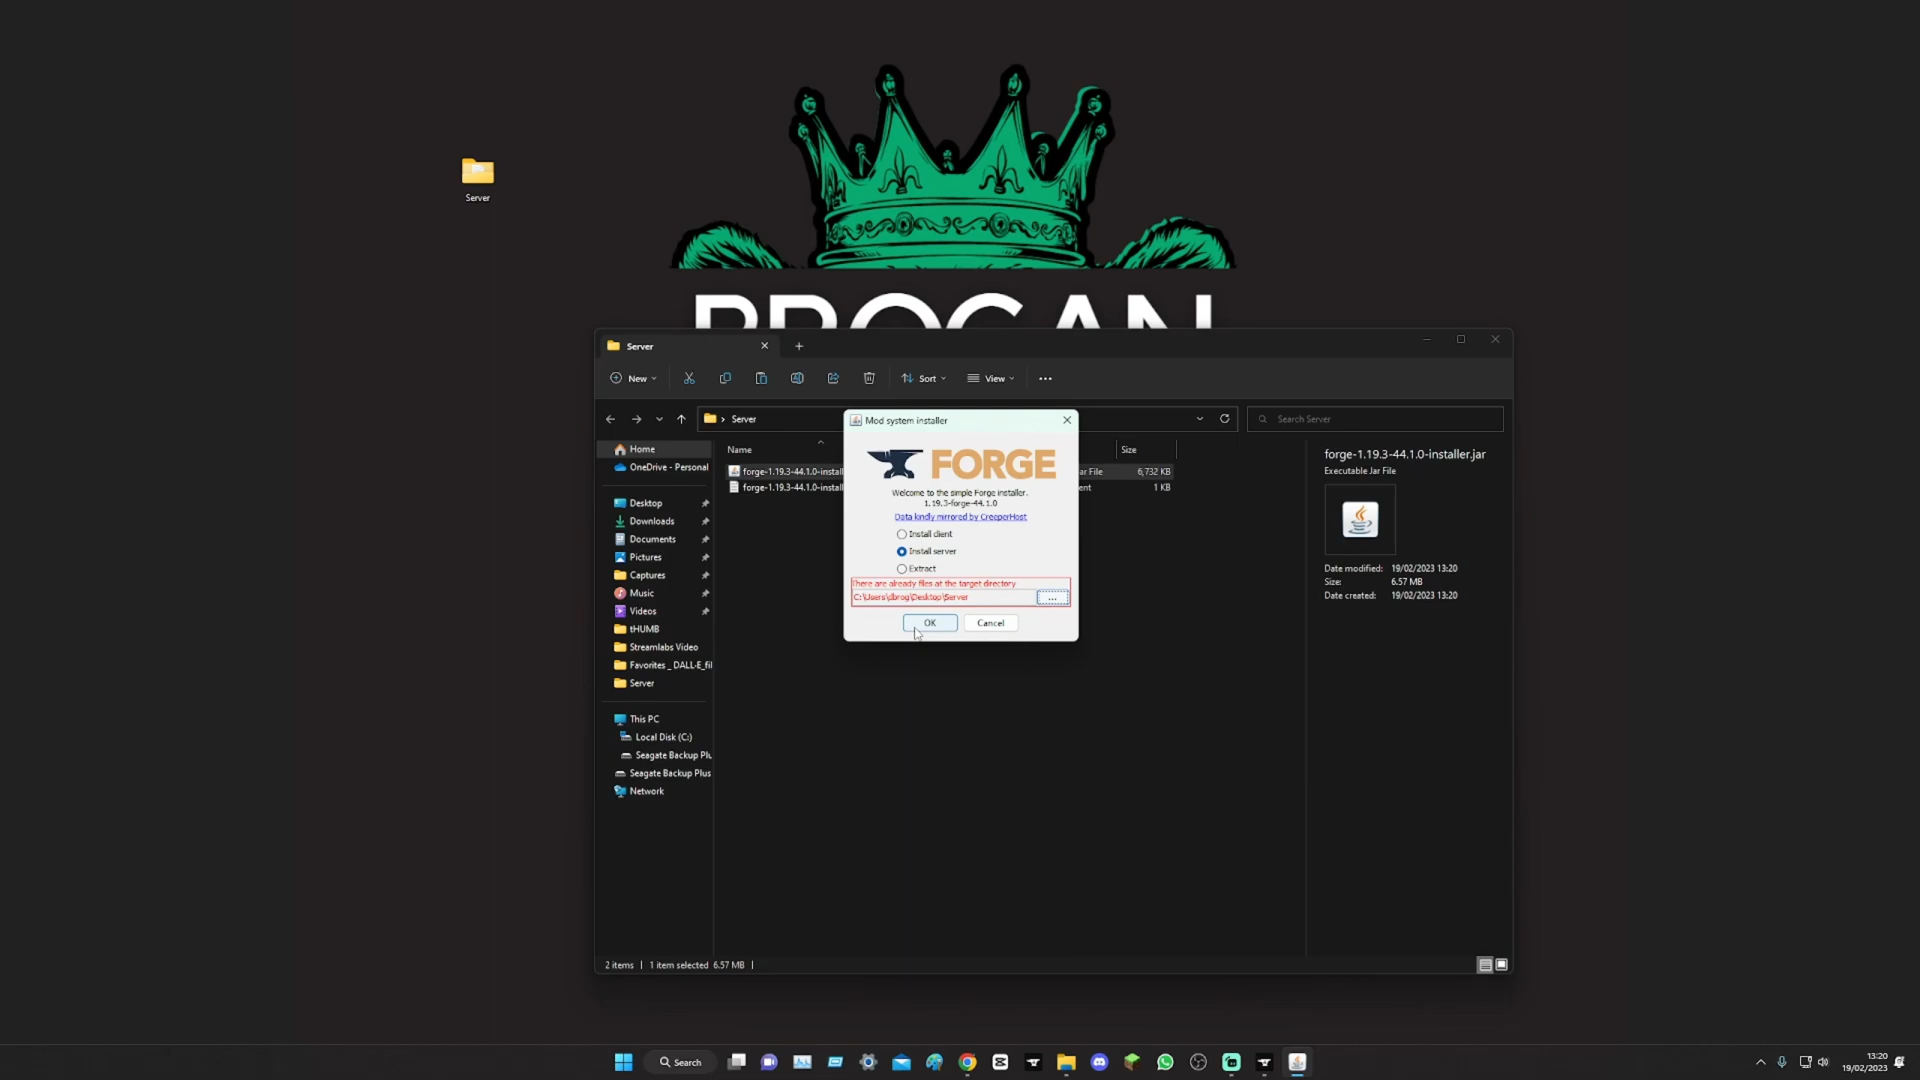 Server
BROGAN
Server
New
Sort
View
...
Server
Search Server
Home
OneDrive - Personal
Desktop
Downloads
Documents
Pictures
Captures
Music
Videos
tHUMB
Streamlabs Video
Favorites _ DALL·E_fil
Server
This PC
Local Disk (C:)
Seagate Backup Plu
Seagate Backup Plus
Network
Name
Size
forge-1.19.3-44.1.0-install
ar File
6,732 KB
forge-1.19.3-44.1.0-install
ent
1 KB
Mod system installer
FORGE
Welcome to the simple Forge installer.
1.19.3-forge-44.1.0
Data kindly mirrored by CreeperHost
Install client
Install server
Extract
There are already files at the target directory
C:\Users\dbrog\Desktop\Server
...
OK
Cancel
forge-1.19.3-44.1.0-installer.jar
Executable Jar File
Date modified: 19/02/2023 13:20
Size: 6.57 MB
Date created: 19/02/2023 13:20
2 items
1 item selected 6.57 MB
Search
13:20
19/02/2023